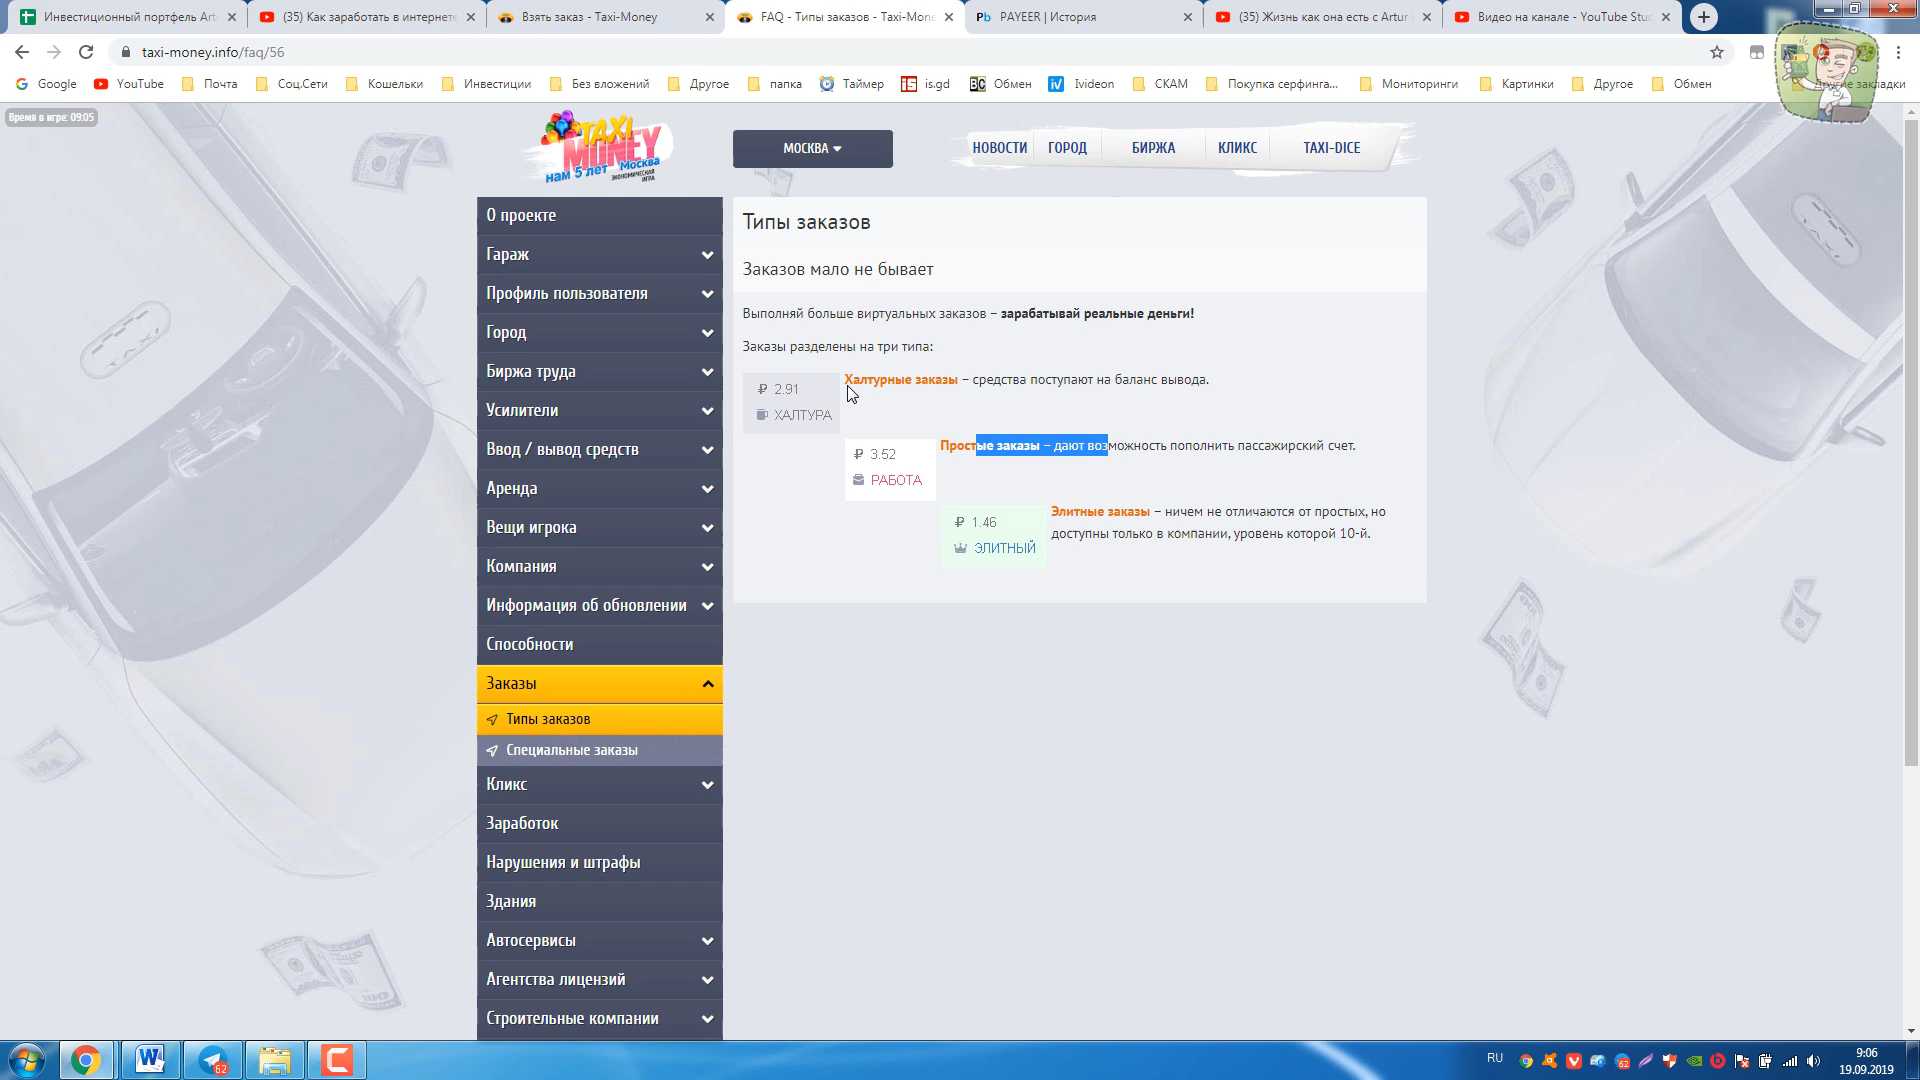 Инвестиционный портфель Art
(35) Как заработать в интернете
Взять заказ - Taxi-Money
FAQ - Типы заказов - Taxi-Mone
PAYEER | История
(35) Жизнь как она есть с Artur
Видео на канале - YouTube Stu
taxi-money.info/faq/56
Google
YouTube
Почта
Соц.Сети
Кошельки
Инвестиции
Без вложений
Другое
папка
Таймер
is.gd
Обмен
Ivideon
СКАМ
Покупка серфинга...
Мониторинги
Картинки
Другое
Обмен
Другие закладки
Время в игре: 09:05
TAXI
MONEY
нам 5 лет Москва
ЭКОНОМИЧЕСКАЯ
ИГРА
МОСКВА
НОВОСТИ
ГОРОД
БИРЖА
КЛИКС
TAXI-DICE
О проекте
Гараж
Профиль пользователя
Город
Биржа труда
Усилители
Ввод / вывод средств
Аренда
Вещи игрока
Компания
Информация об обновлении
Способности
Заказы
Типы заказов
Специальные заказы
Кликс
Заработок
Нарушения и штрафы
Здания
Автосервисы
Агентства лицензий
Строительные компании
Типы заказов
Заказов мало не бывает
Выполняй больше виртуальных заказов – зарабатывай реальные деньги!
Заказы разделены на три типа:
₽ 2.91
ХАЛТУРА
Халтурные заказы – средства поступают на баланс вывода.
₽ 3.52
РАБОТА
Простые заказы – дают возможность пополнить пассажирский счет.
₽ 1.46
ЭЛИТНЫЙ
Элитные заказы – ничем не отличаются от простых, но
доступны только в компании, уровень которой 10-й.
62
RU
62
9:06
19.09.2019